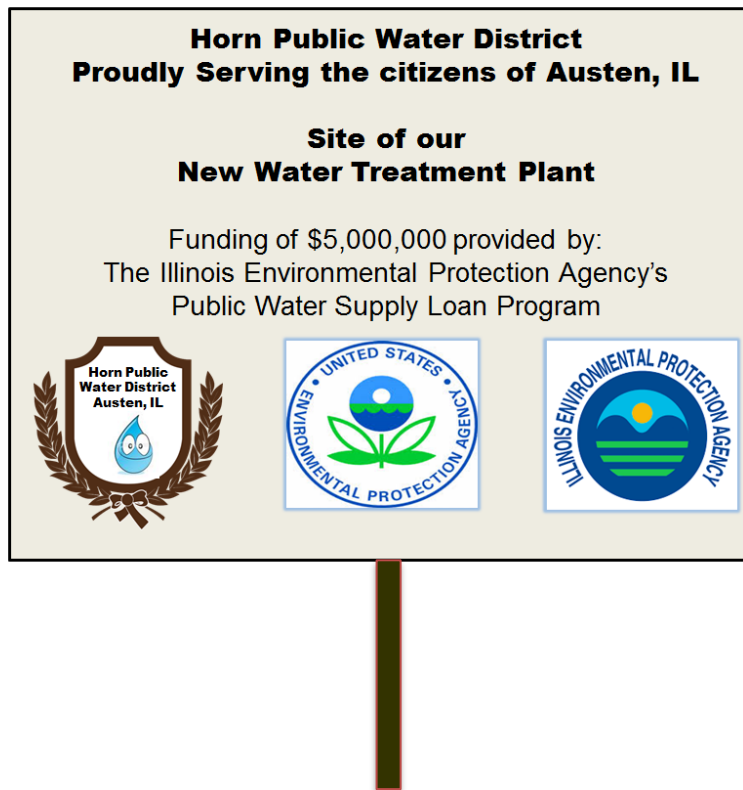 Horn Public Water District
Proudly Serving the citizens of Austen, IL
Site of our
New Water Treatment Plant
Funding of $5,000,000 provided by:
The Illinois Environmental Protection Agency's
Public Water Supply Loan Program
Horn Public
Water District
Austen, IL
UNITED STATES
ENVIRONMENTAL PROTECTION AGENCY
ILLINOIS ENVIRONMENTAL PROTECTION AGENCY